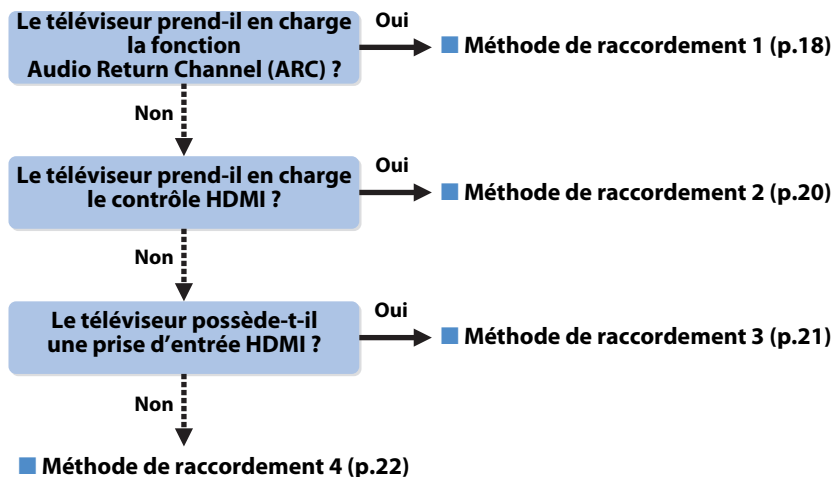 Le téléviseur prend-il en charge
la fonction
Audio Return Channel (ARC) ?
Oui
■ Méthode de raccordement 1 (p.18)
Non
Le téléviseur prend-il en charge
le contrôle HDMI ?
Oui
■ Méthode de raccordement 2 (p.20)
Non
Le téléviseur possède-t-il
une prise d’entrée HDMI ?
Oui
■ Méthode de raccordement 3 (p.21)
Non
■ Méthode de raccordement 4 (p.22)